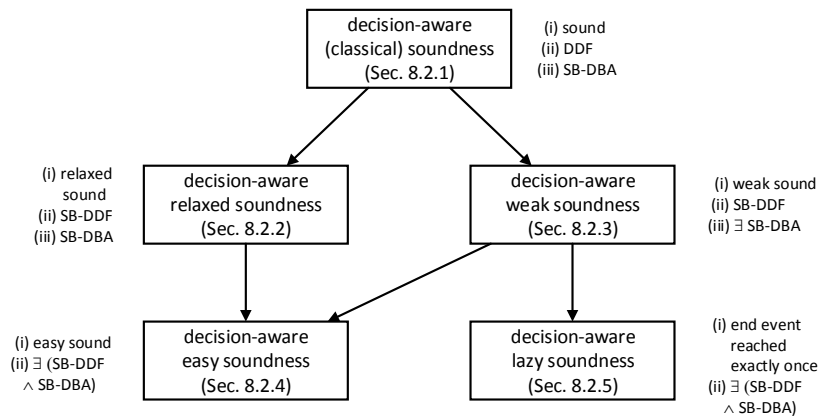 decision-aware
(classical) soundness
(Sec. 8.2.1)
(i) sound
(ii) DDF
(iii) SB-DBA
(i) relaxed
sound
(ii) SB-DDF
(iii) SB-DBA
decision-aware
relaxed soundness
(Sec. 8.2.2)
decision-aware
weak soundness
(Sec. 8.2.3)
(i) weak sound
(ii) SB-DDF
(iii) ∃ SB-DBA
(i) easy sound
(ii) ∃ (SB-DDF
∧ SB-DBA)
decision-aware
easy soundness
(Sec. 8.2.4)
decision-aware
lazy soundness
(Sec. 8.2.5)
(i) end event
reached
exactly once
(ii) ∃ (SB-DDF
∧ SB-DBA)